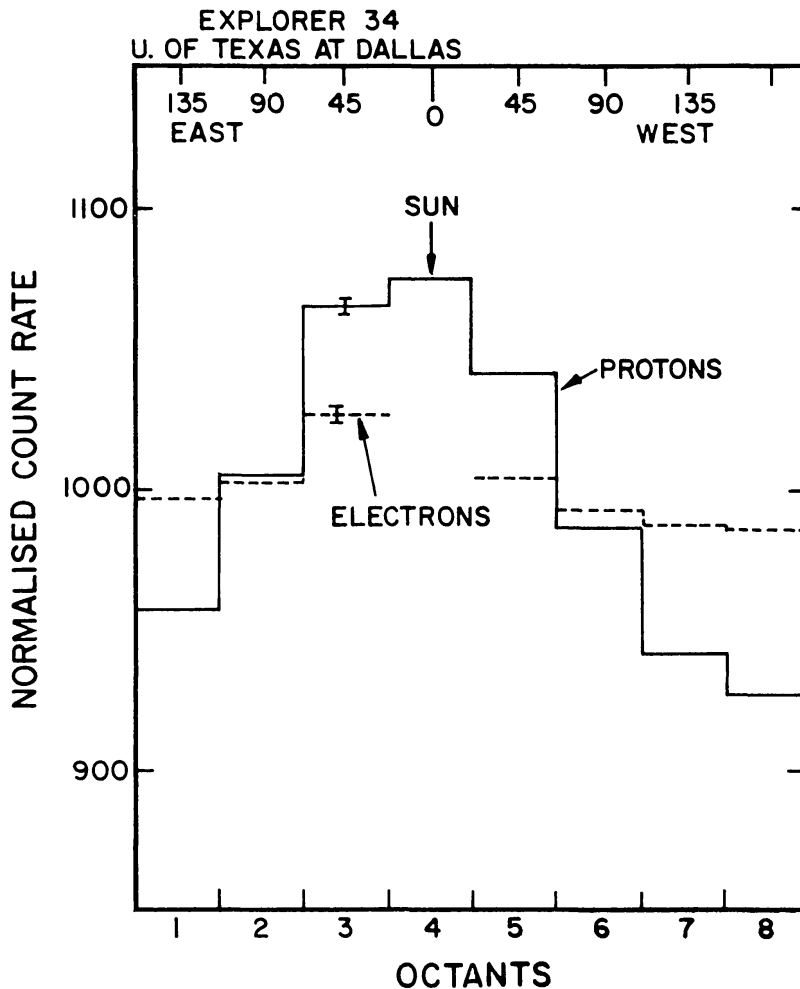 EXPLORER 34
U. OF TEXAS AT DALLAS
135 90 45 0 45 90 135
EAST WEST
1100
SUN
PROTONS
1000
ELECTRONS
900
NORMALISED COUNT RATE
1 2 3 4 5 6 7 8
OCTANTS